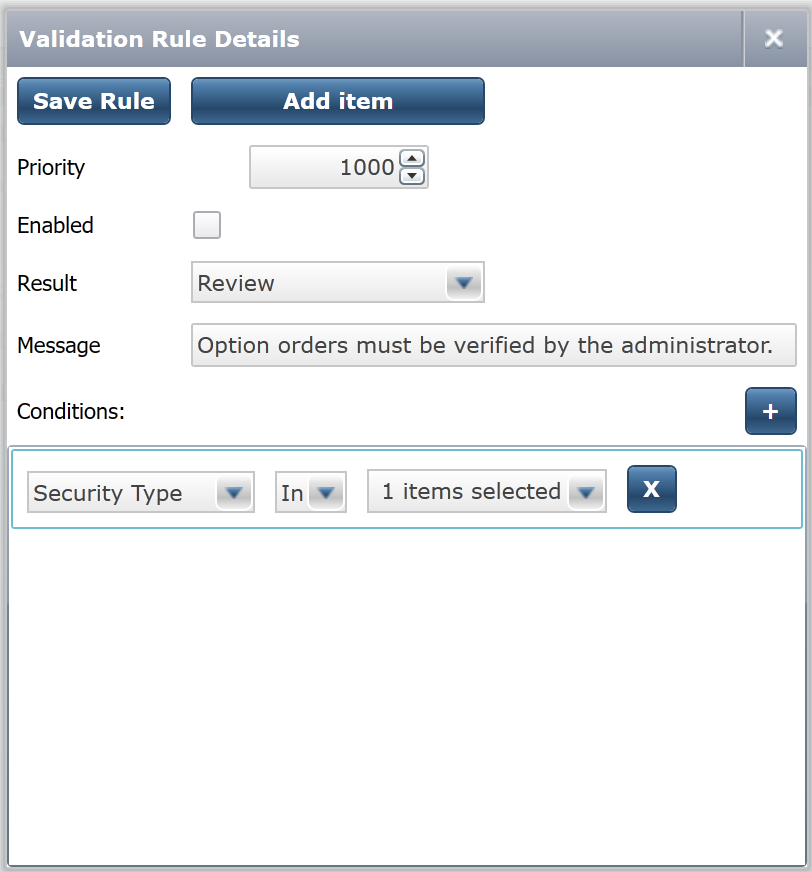 Validation Rule Details
Save Rule Add item
Priority 1000
Enabled
Result Review
Message Option orders must be verified by the administrator.
Conditions: +
Security Type In 1 items selected X